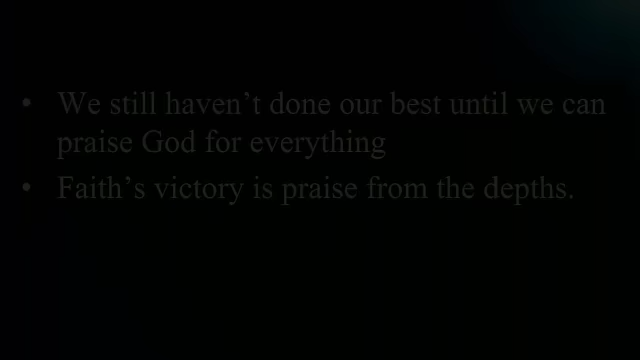 • We still haven’t done our best until we can
praise God for everything
• Faith’s victory is praise from the depths.